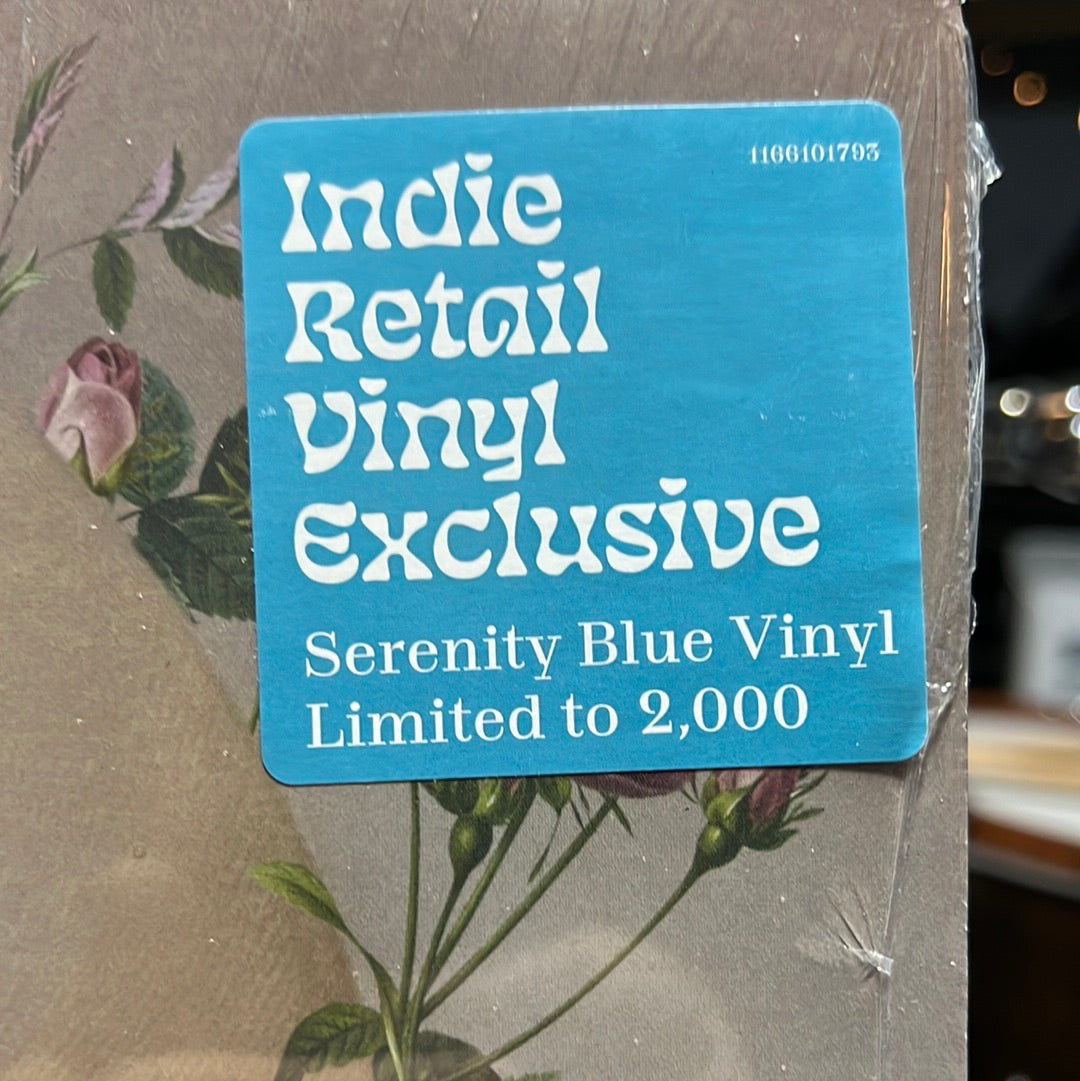 1166101793
Indie
Retail
Vinyl
Exclusive
Serenity Blue Vinyl
Limited to 2,000